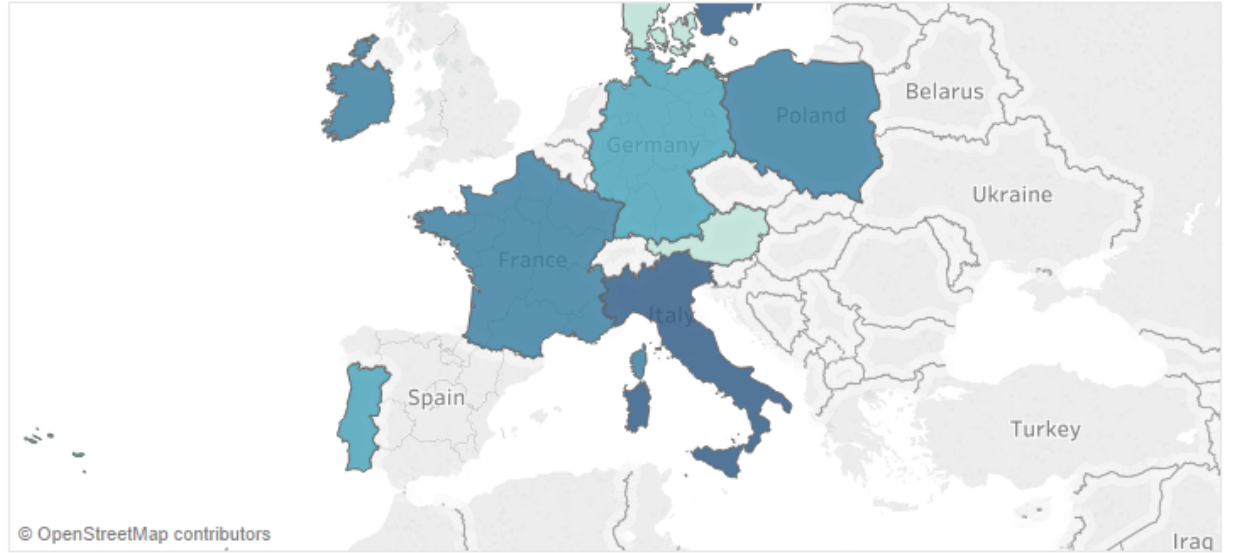 Belarus
Poland
Germany
Ukraine
France
Italy
Spain
Turkey
© OpenStreetMap contributors
Iraq